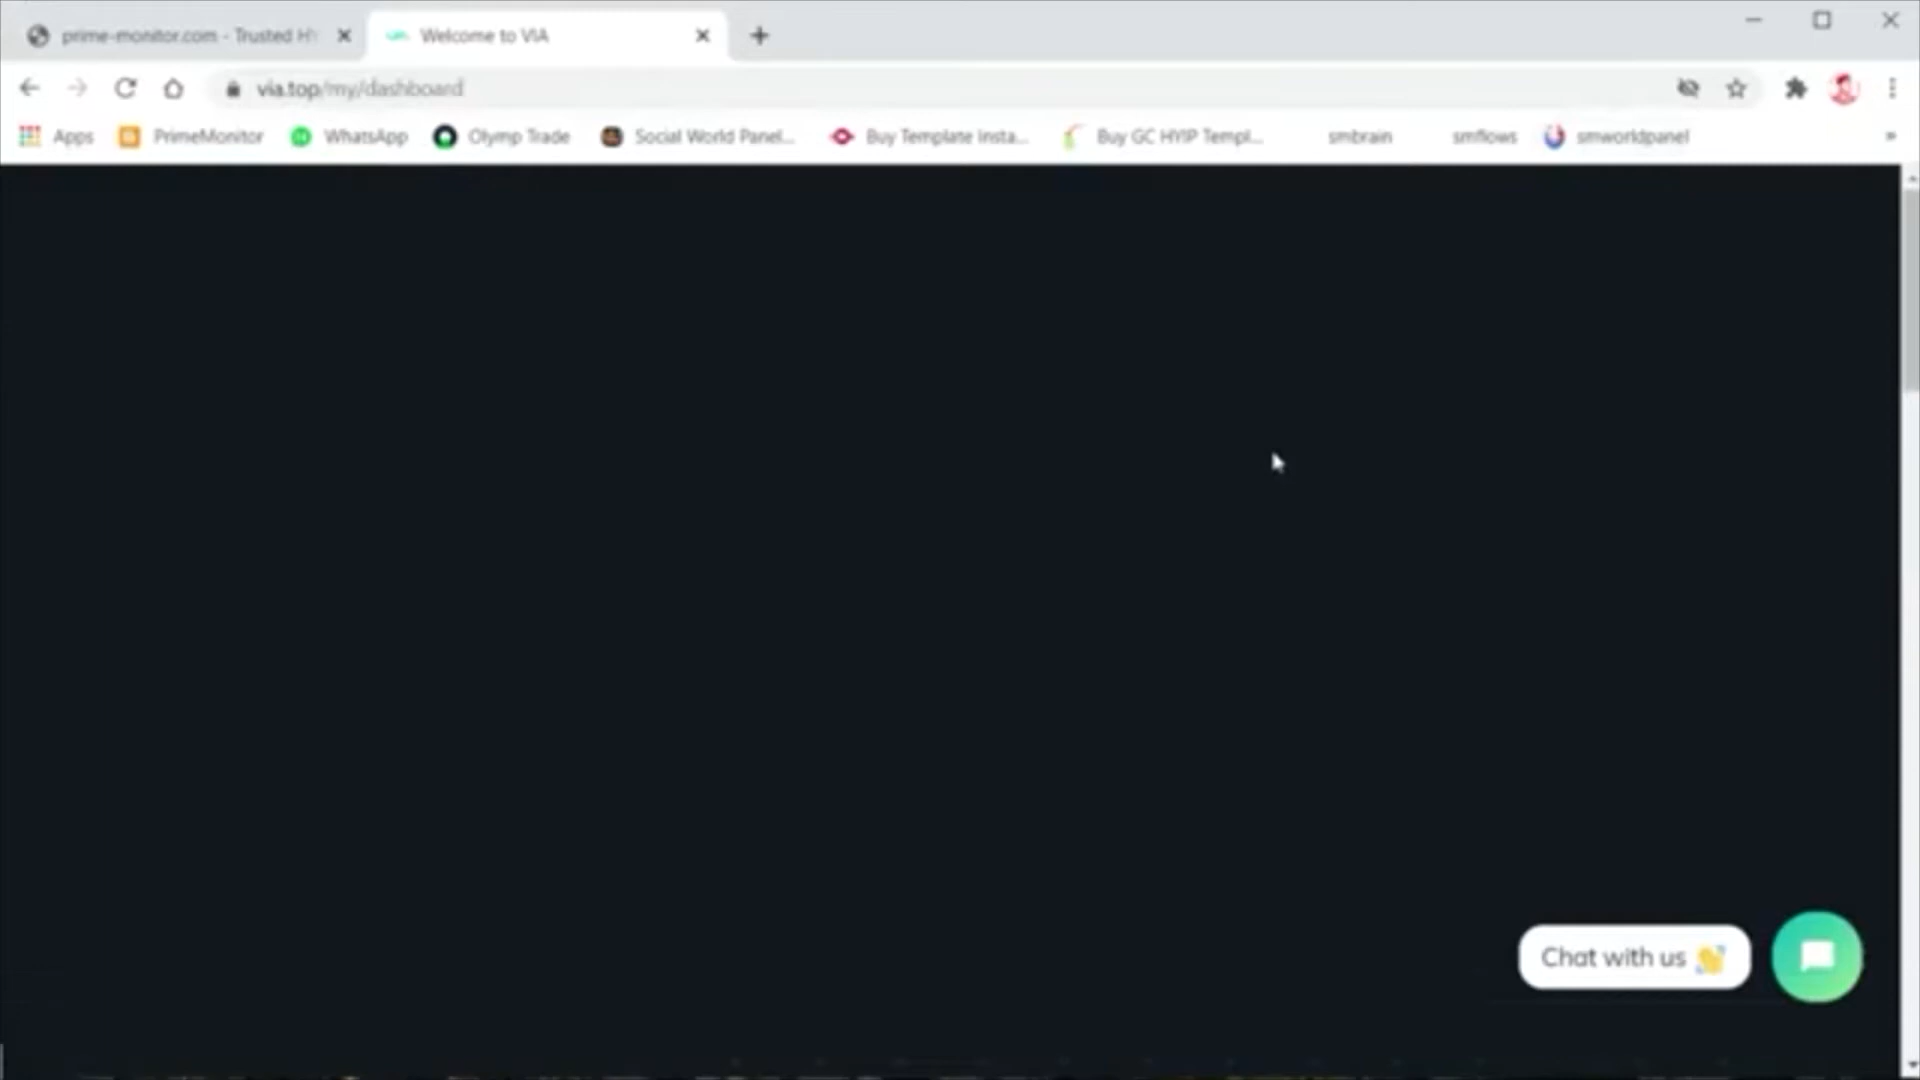 prime-monitor.com - Trusted HY
Welcome to VIA
via.top/my/dashboard
Apps PrimeMonitor WhatsApp Olymp Trade Social World Panel... Buy Template Insta... Buy GC HYIP Templ... smbrain smflows smworldpanel »
Chat with us 👋